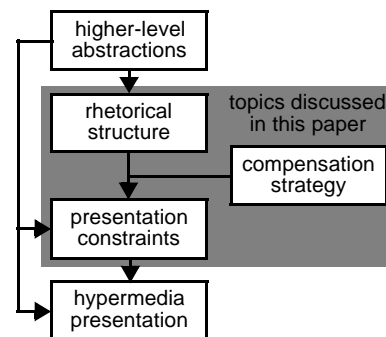 higher-level
abstractions
rhetorical
structure
topics discussed
in this paper
compensation
strategy
presentation
constraints
hypermedia
presentation